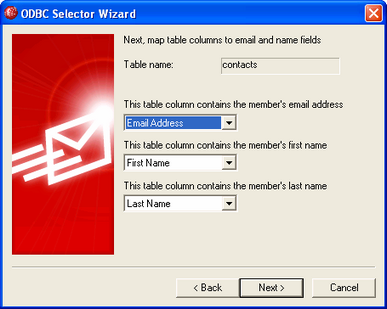 ODBC Selector Wizard
Next, map table columns to email and name fields
Table name:
contacts
This table column contains the member's email address
Email Address
This table column contains the member's first name
First Name
This table column contains the member's last name
Last Name
< Back
Next >
Cancel